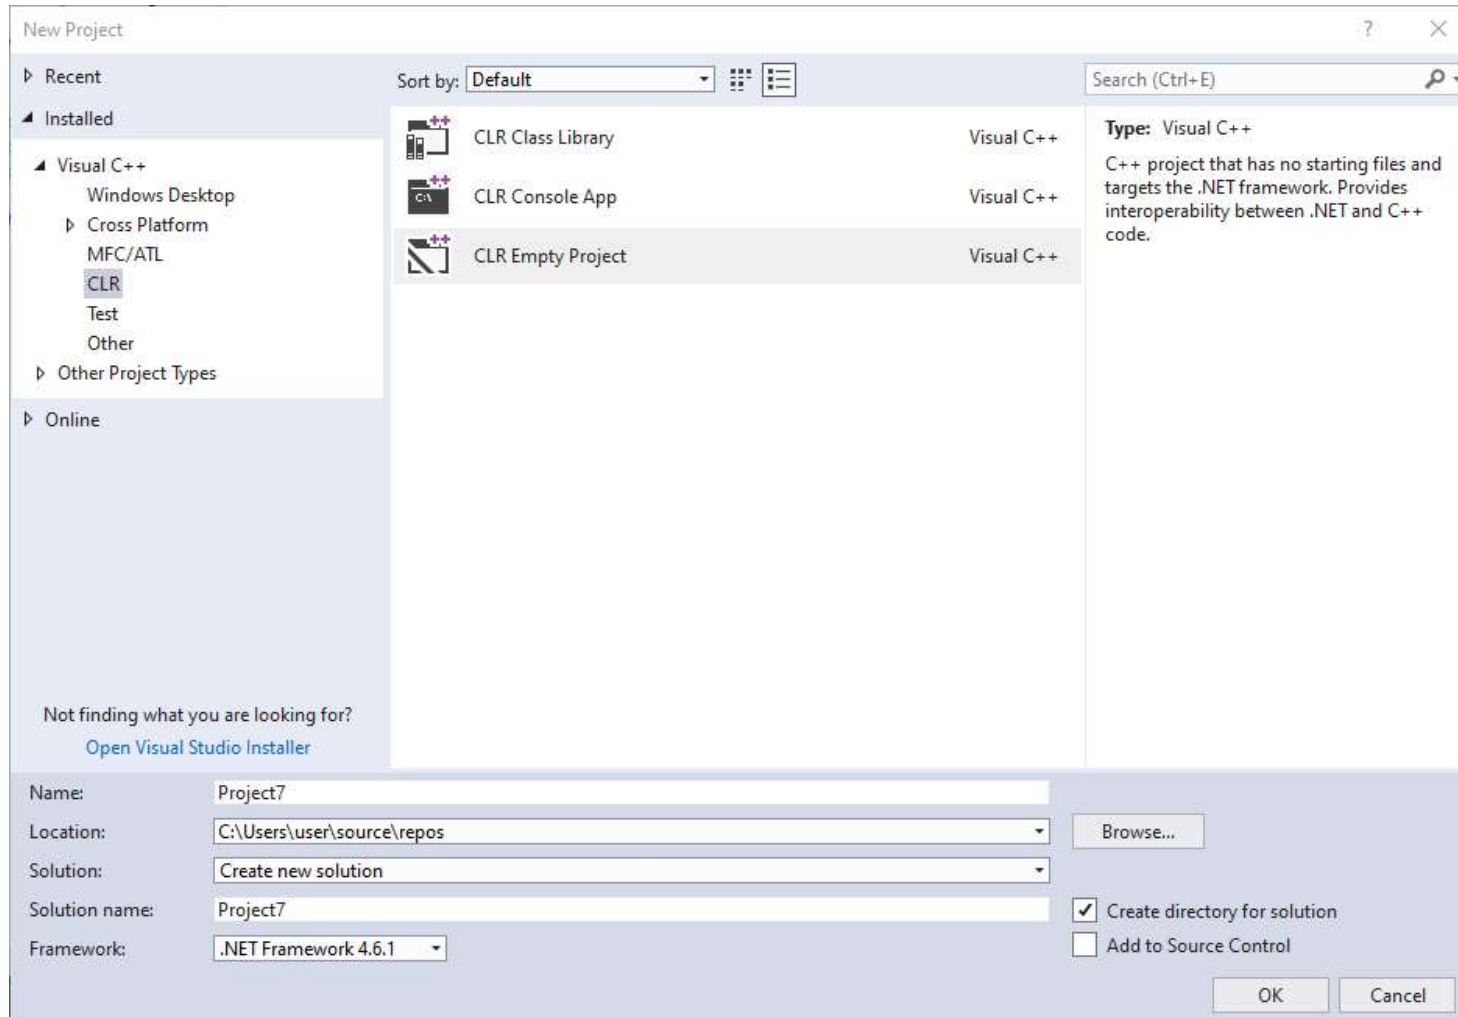 New Project
?
Recent
Installed
Visual C++
Windows Desktop
Cross Platform
MFC/ATL
CLR
Test
Other
Other Project Types
Online
Not finding what you are looking for?
Open Visual Studio Installer
Sort by: Default
CLR Class Library Visual C++
C:\
CLR Console App Visual C++
CLR Empty Project Visual C++
Search (Ctrl+E)
Type: Visual C++
C++ project that has no starting files and
targets the .NET framework. Provides
interoperability between .NET and C++
code.
Name: Project7
Location: C:\Users\user\source\repos Browse...
Solution: Create new solution
Solution name: Project7
Create directory for solution
Framework: .NET Framework 4.6.1
Add to Source Control
OK Cancel